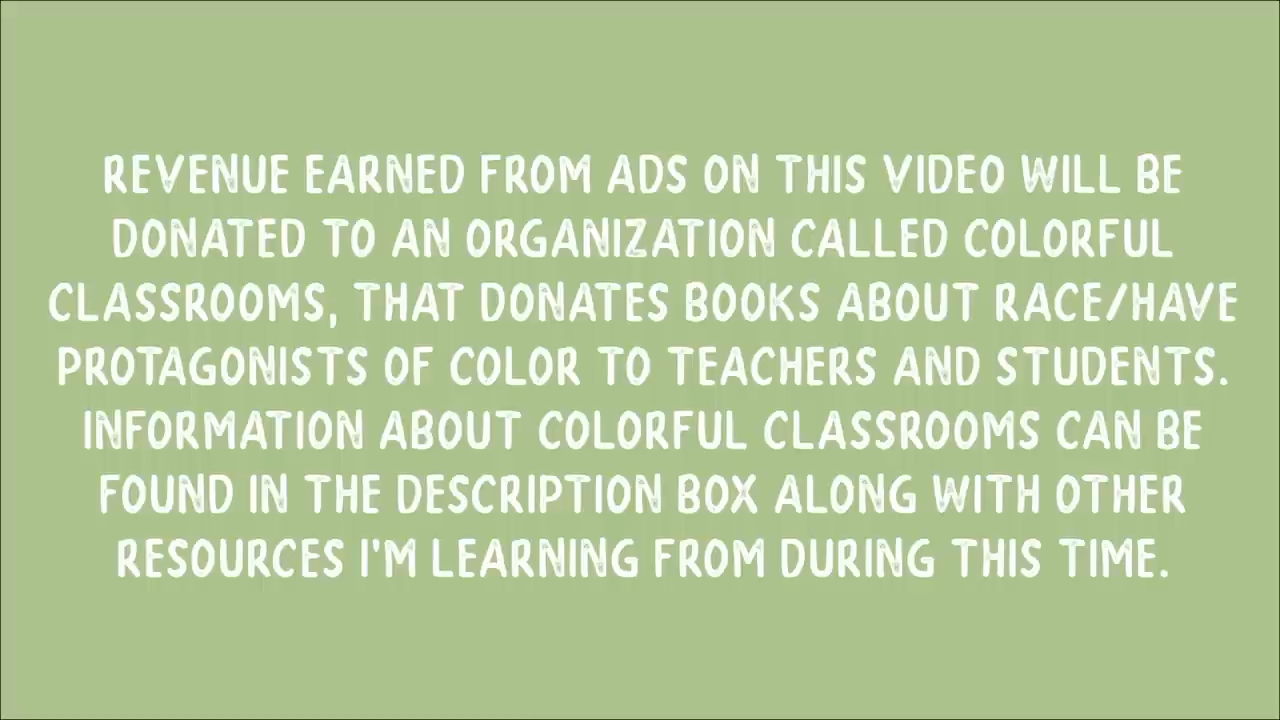 REVENUE EARNED FROM ADS ON THIS VIDEO WILL BE
DONATED TO AN ORGANIZATION CALLED COLORFUL
CLASSROOMS, THAT DONATES BOOKS ABOUT RACE/HAVE
PROTAGONISTS OF COLOR TO TEACHERS AND STUDENTS.
INFORMATION ABOUT COLORFUL CLASSROOMS CAN BE
FOUND IN THE DESCRIPTION BOX ALONG WITH OTHER
RESOURCES I'M LEARNING FROM DURING THIS TIME.